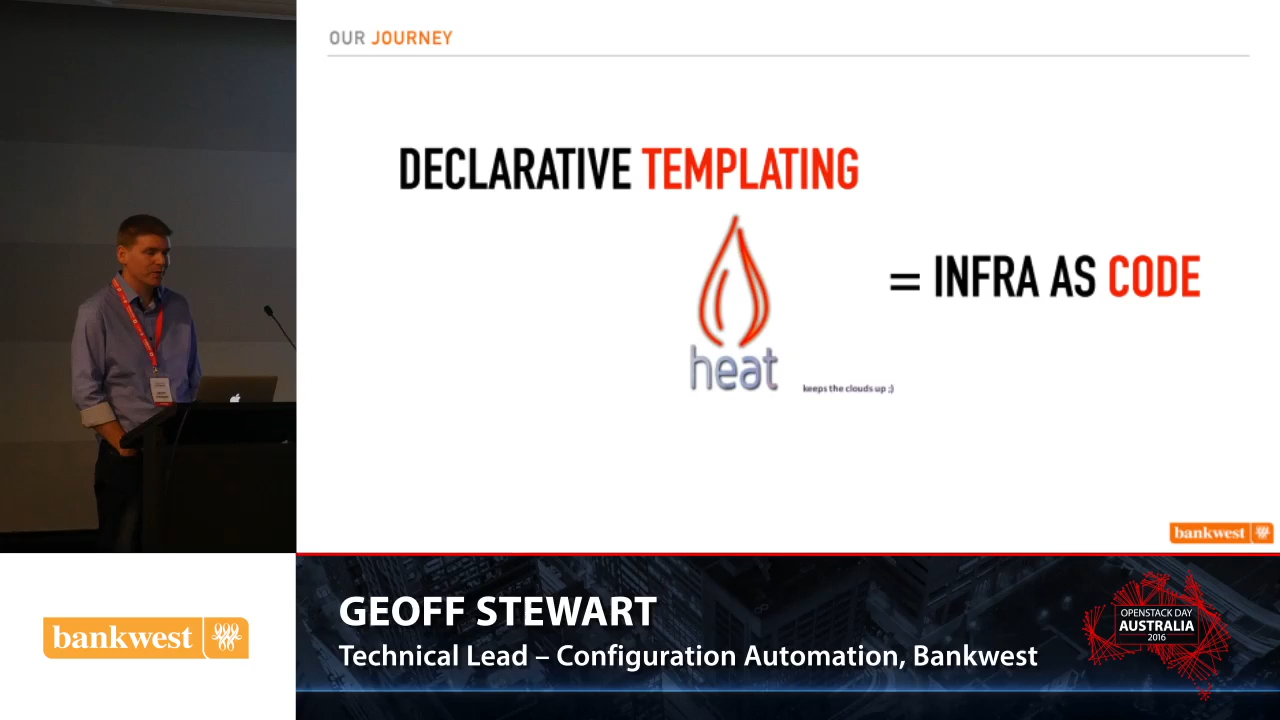 OUR JOURNEY
DECLARATIVE TEMPLATING
= INFRA AS CODE
heat
keeps the clouds up ;)
bankwest
GEOFF STEWART
Technical Lead – Configuration Automation, Bankwest
bankwest
OPENSTACK DAY
AUSTRALIA
2016